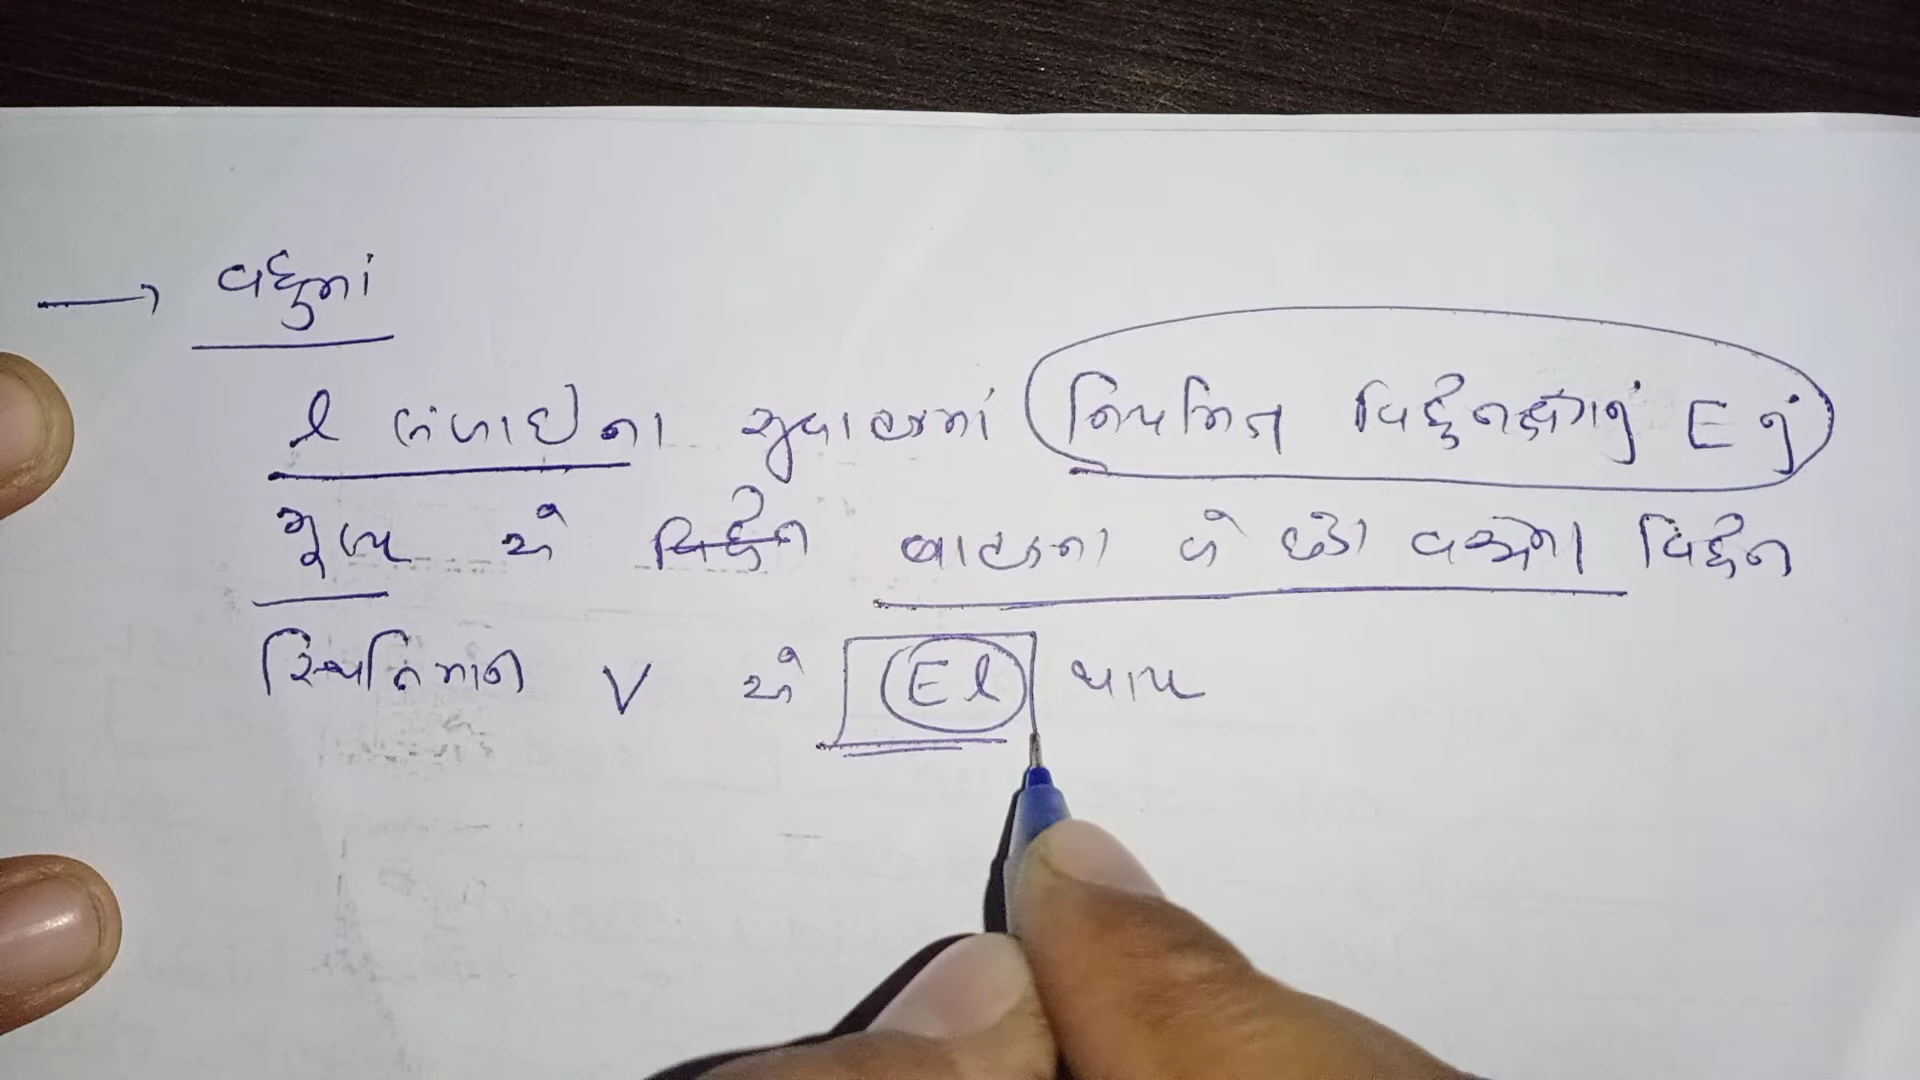 → વધુમાં
l લંબાઈના સુવાહકમાં નિયમિત વિદ્યુતક્ષેત્રનું E નું
મૂલ્ય એ વિદ્યુત વાહકના બે છેડા વચ્ચેના વિદ્યુત
સ્થિતિમાન V એ El થાય